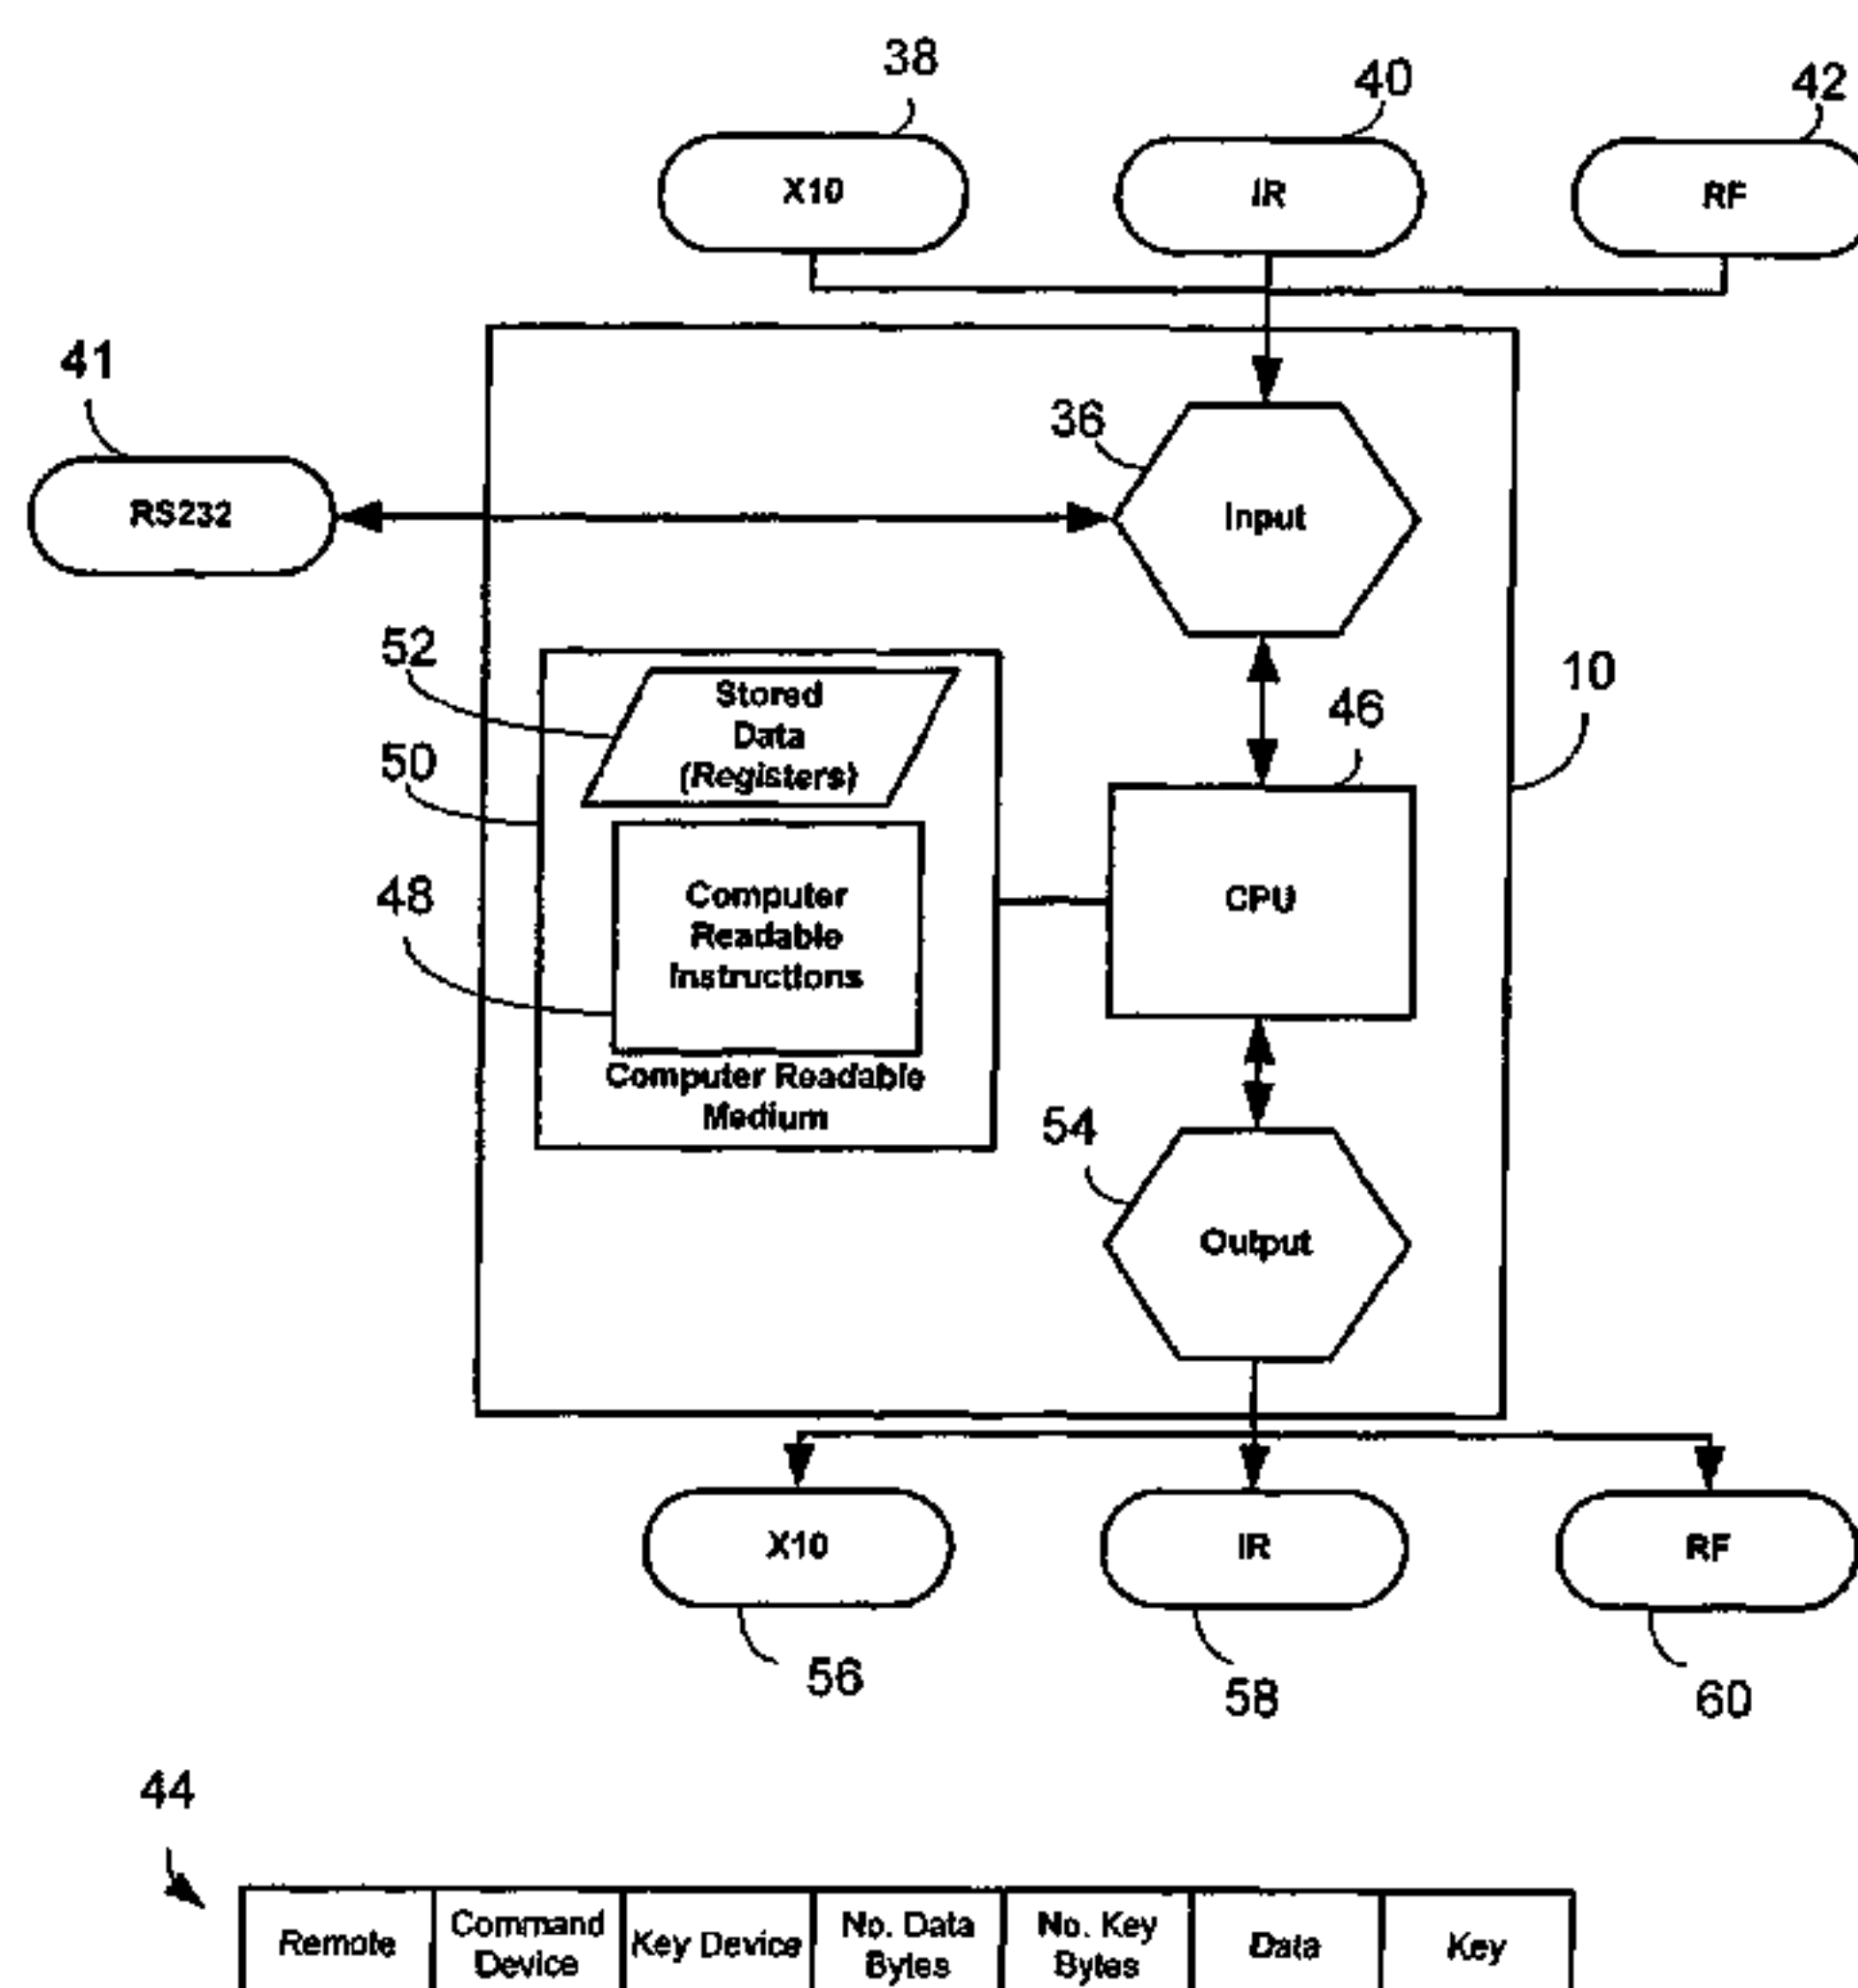 38
40
42
X10
IR
RF
41
36
RS232
Input
52
Stored
Data
(Registers)
10
46
50
48
Computer
Readable
Instructions
CPU
Computer Readable
Medium
54
Output
X10
IR
RF
56
58
60
44
Remote
Command
Device
Key Device
No. Data
Bytes
No. Key
Bytes
Data
Key